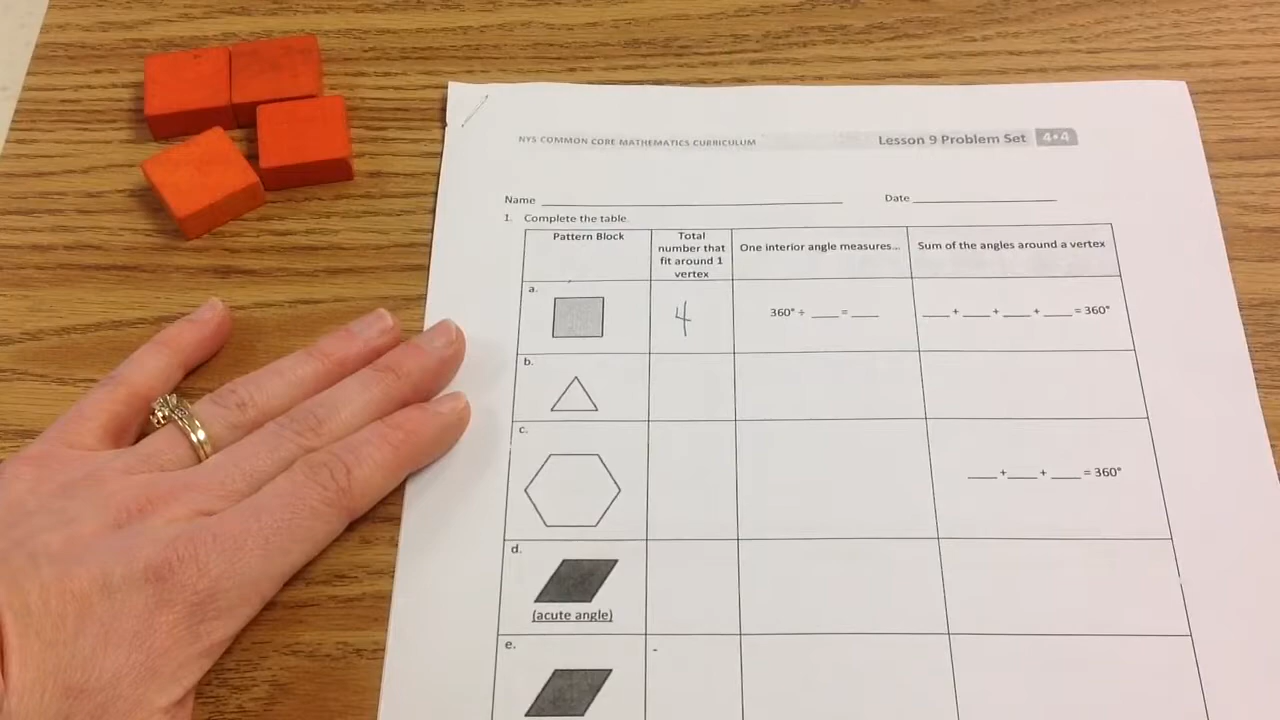 NYS COMMON CORE MATHEMATICS CURRICULUM
Lesson 9 Problem Set 4•4
Name ____ Date ____
1. Complete the table.
Pattern Block
Total number that fit around 1 vertex
One interior angle measures...
Sum of the angles around a vertex
a.
4
360° ÷ ____ = ____
____ + ____ + ____ + ____ = 360°
b.
c.
____ + ____ + ____ = 360°
d.
(acute angle)
e.